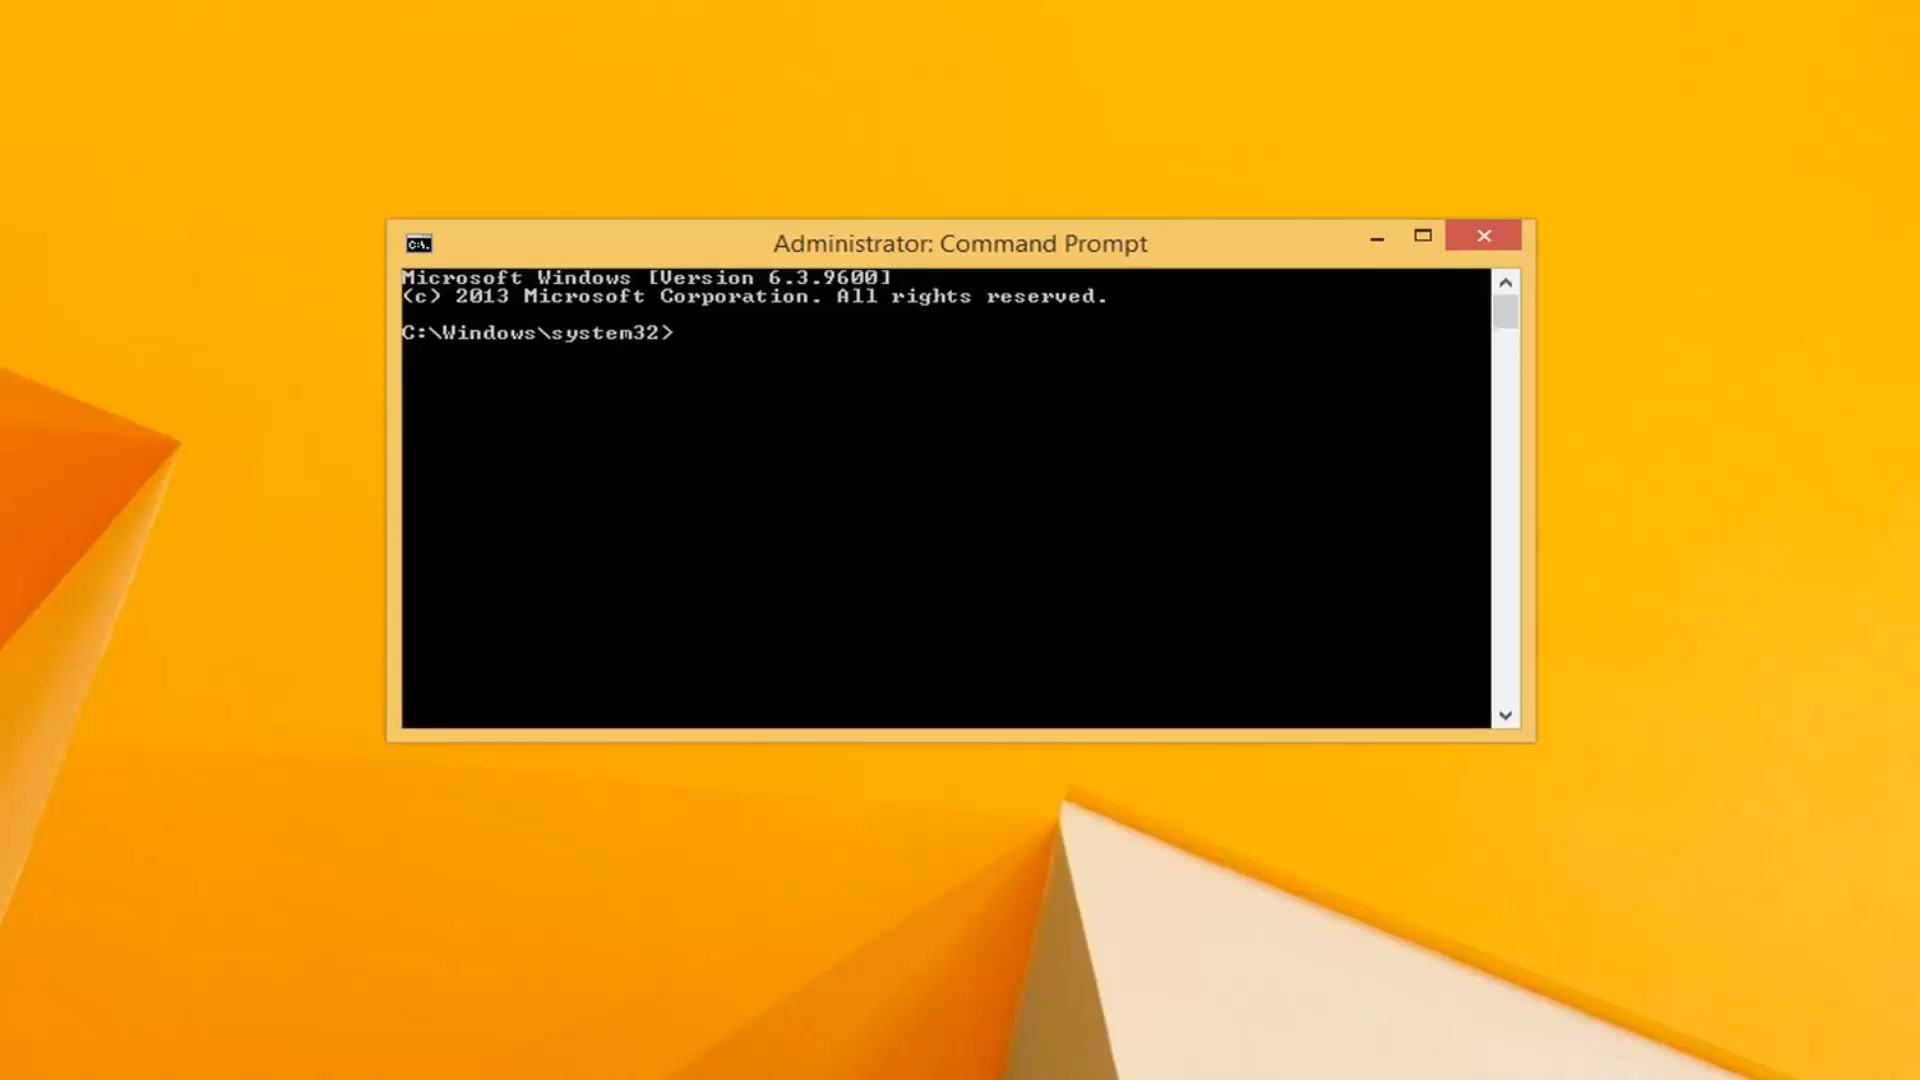 Administrator: Command Prompt
Microsoft Windows [Version 6.3.9600]
(c) 2013 Microsoft Corporation. All rights reserved.
C:\Windows\system32>